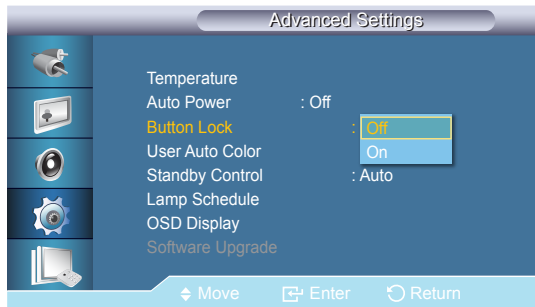 Advanced Settings
Temperature
Auto Power : Off
Button Lock : Off
User Auto Color On
Standby Control : Auto
Lamp Schedule
OSD Display
Software Upgrade
Move Enter Return